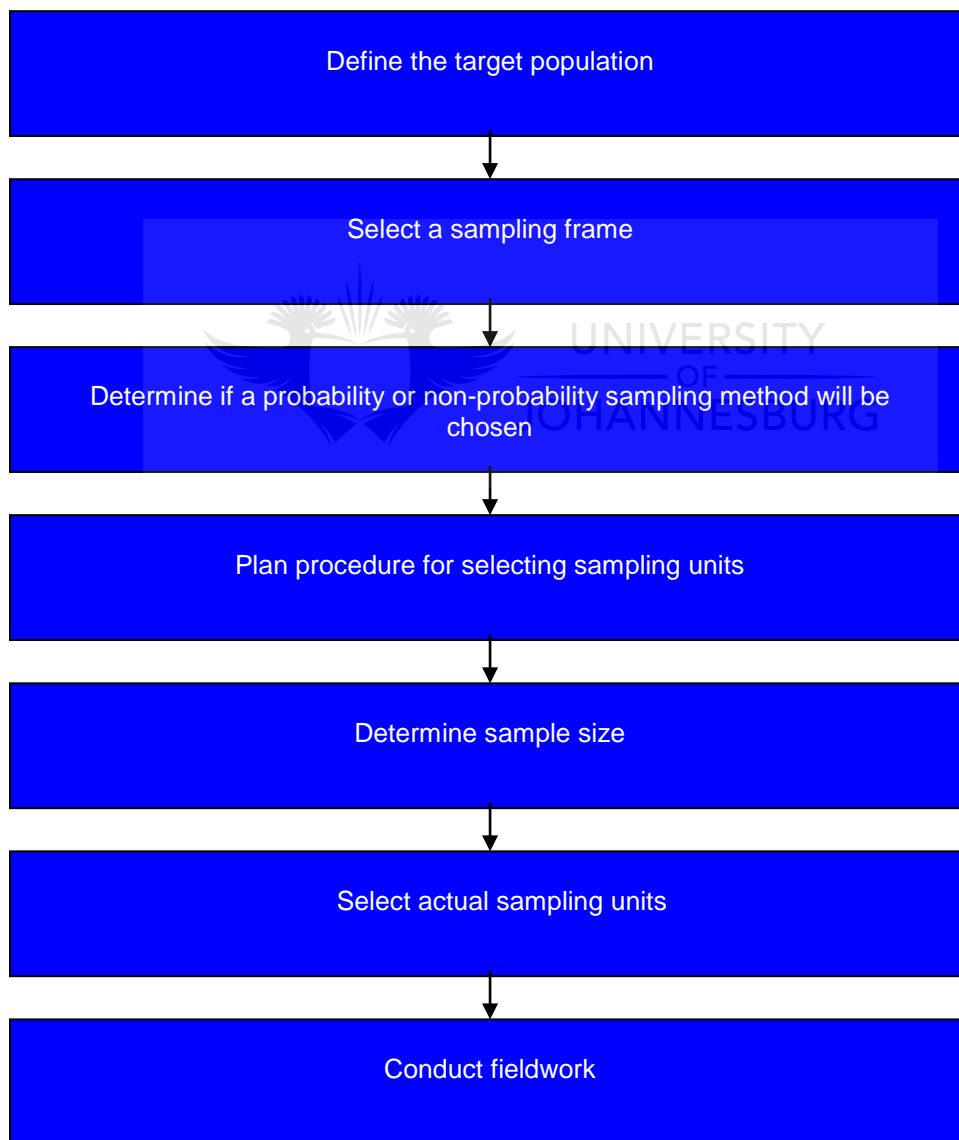 Define the target population
Select a sampling frame
UNIVERSITY
OF
JOHANNESBURG
Determine if a probability or non-probability sampling method will be
chosen
Plan procedure for selecting sampling units
Determine sample size
Select actual sampling units
Conduct fieldwork